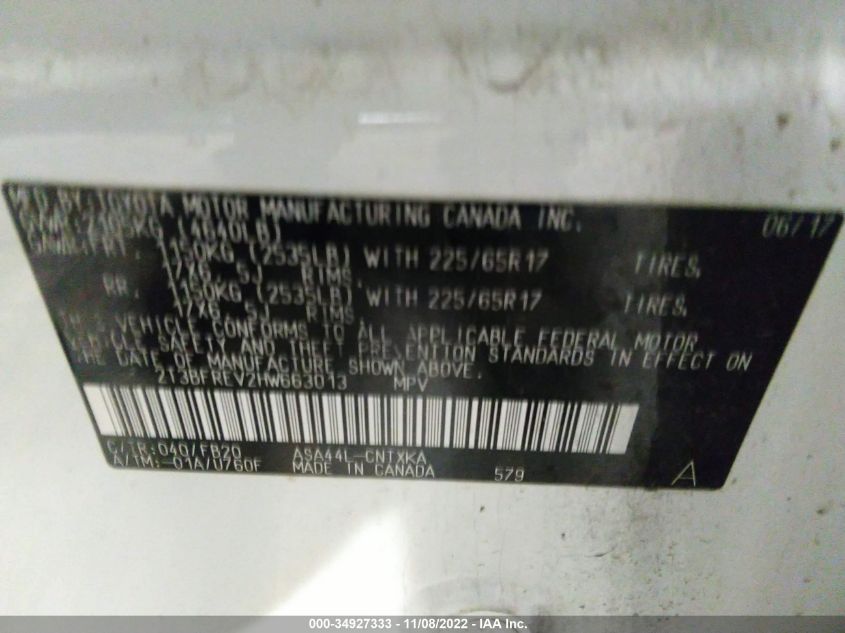 MFD BY: TOYOTA MOTOR MANUFACTURING CANADA INC. 06/17
GVWR (4640LB)
GAWR: FRT. 1150KG (2535LB) WITH 225/65R17 TIRES,
17X6.5J RIMS,
RR. 1150KG (2535LB) WITH 225/65R17 TIRES,
17X6.5J RIMS
THIS VEHICLE CONFORMS TO ALL APPLICABLE FEDERAL MOTOR
VEHICLE SAFETY AND THEFT PREVENTION STANDARDS IN EFFECT ON
THE DATE OF MANUFACTURE SHOWN ABOVE.
2T3BFREV2HW663013 MPV
C/TR: 040/FB20 ASA44L-CNTXKA
A/TM: -01A/U760F MADE IN CANADA 579 A
000-34927333 - 11/08/2022 - IAA Inc.